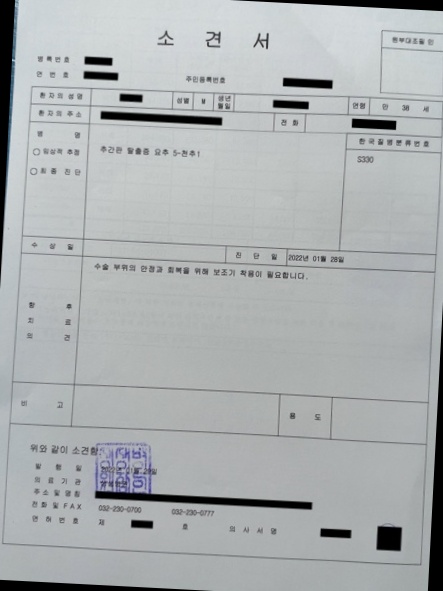 소견서
원부대조필 인
병록번호
연번호
주민등록번호
환자의 성명 성별 M 생년월일 연령 만 38 세
환자의 주소 전화
병명 한국질병분류번호
○ 임상적 추정 추간판 탈출증 요추 5-천추1 S330
○ 최종 진단
수상일 진단일 2022년 01월 28일
수술 부위의 안정과 회복을 위해 보조기 착용이 필요합니다.
향후
치료
의견
비고 용도
위와 같이 소견함
발행일
의료기관
주소 및 명칭
전화 및 FAX 032-230-0700 032-230-0777
면허번호 제 호 의사서명